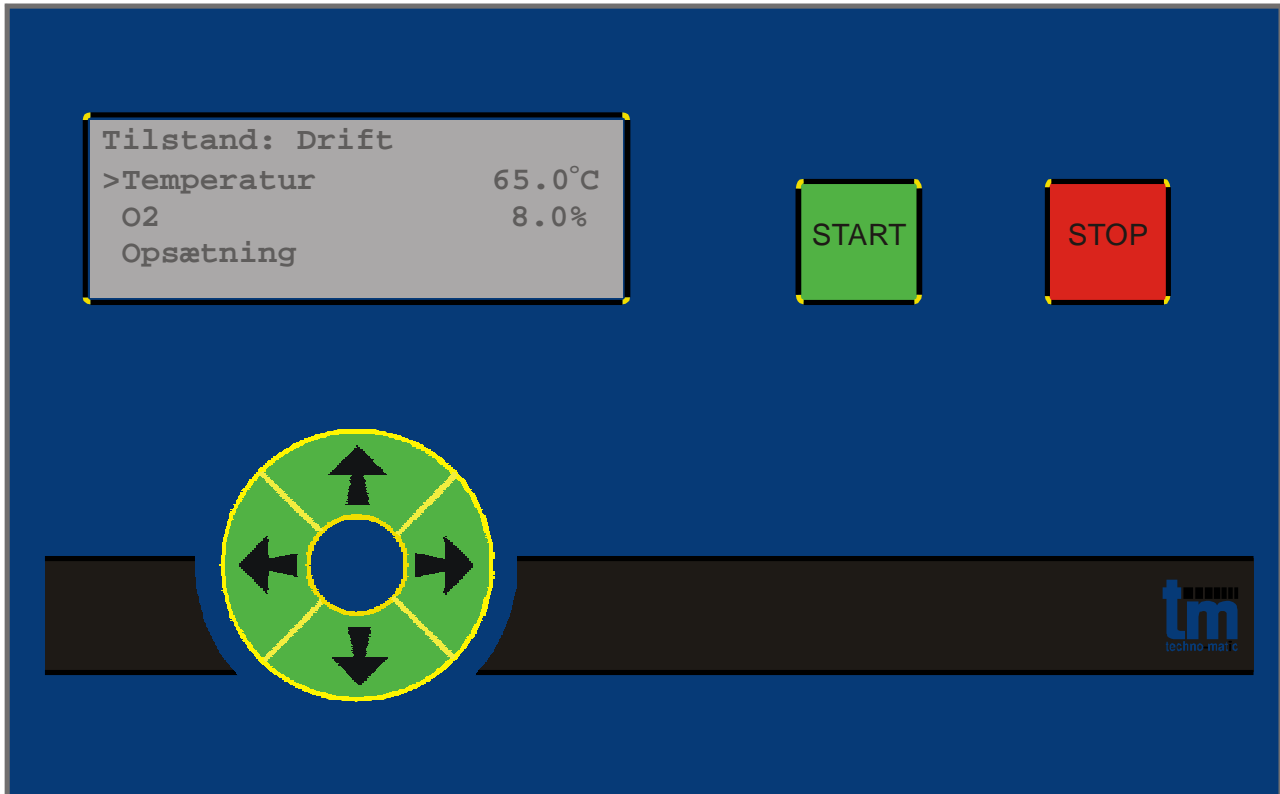 Tilstand: Drift
>Temperatur 65.0°C
O2 8.0%
Opsætning
START
STOP
tm
techno-matic